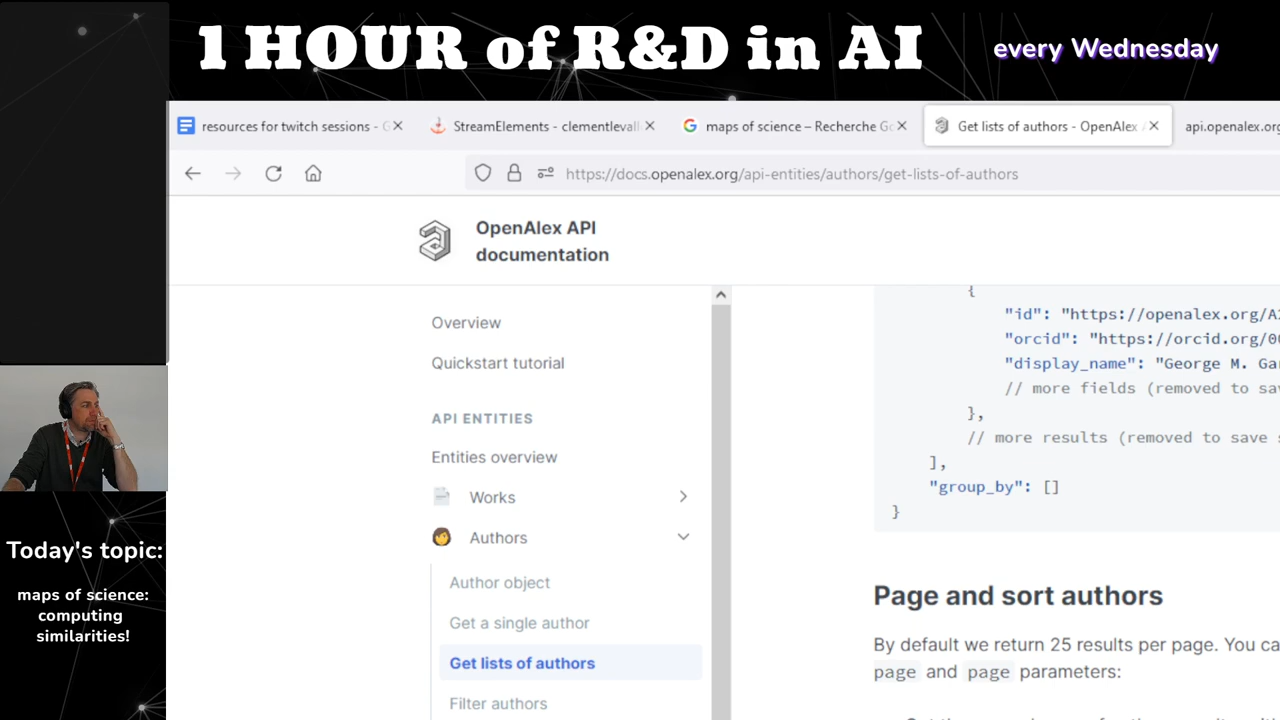 1 HOUR of R&D in AI
every Wednesday
resources for twitch sessions - G
StreamElements - clementlevall
maps of science – Recherche Go
Get lists of authors - OpenAlex
api.openalex.org
https://docs.openalex.org/api-entities/authors/get-lists-of-authors
OpenAlex API
documentation
Overview
Quickstart tutorial
API ENTITIES
Entities overview
Works
Authors
Author object
Get a single author
Get lists of authors
Filter authors
{
"id": "https://openalex.org/A
"orcid": "https://orcid.org/0
"display_name": "George M. Ga
// more fields (removed to sa
},
// more results (removed to save s
],
"group_by": []
}
Page and sort authors
By default we return 25 results per page. You ca
page and page parameters:
Today's topic:
maps of science:
computing
similarities!